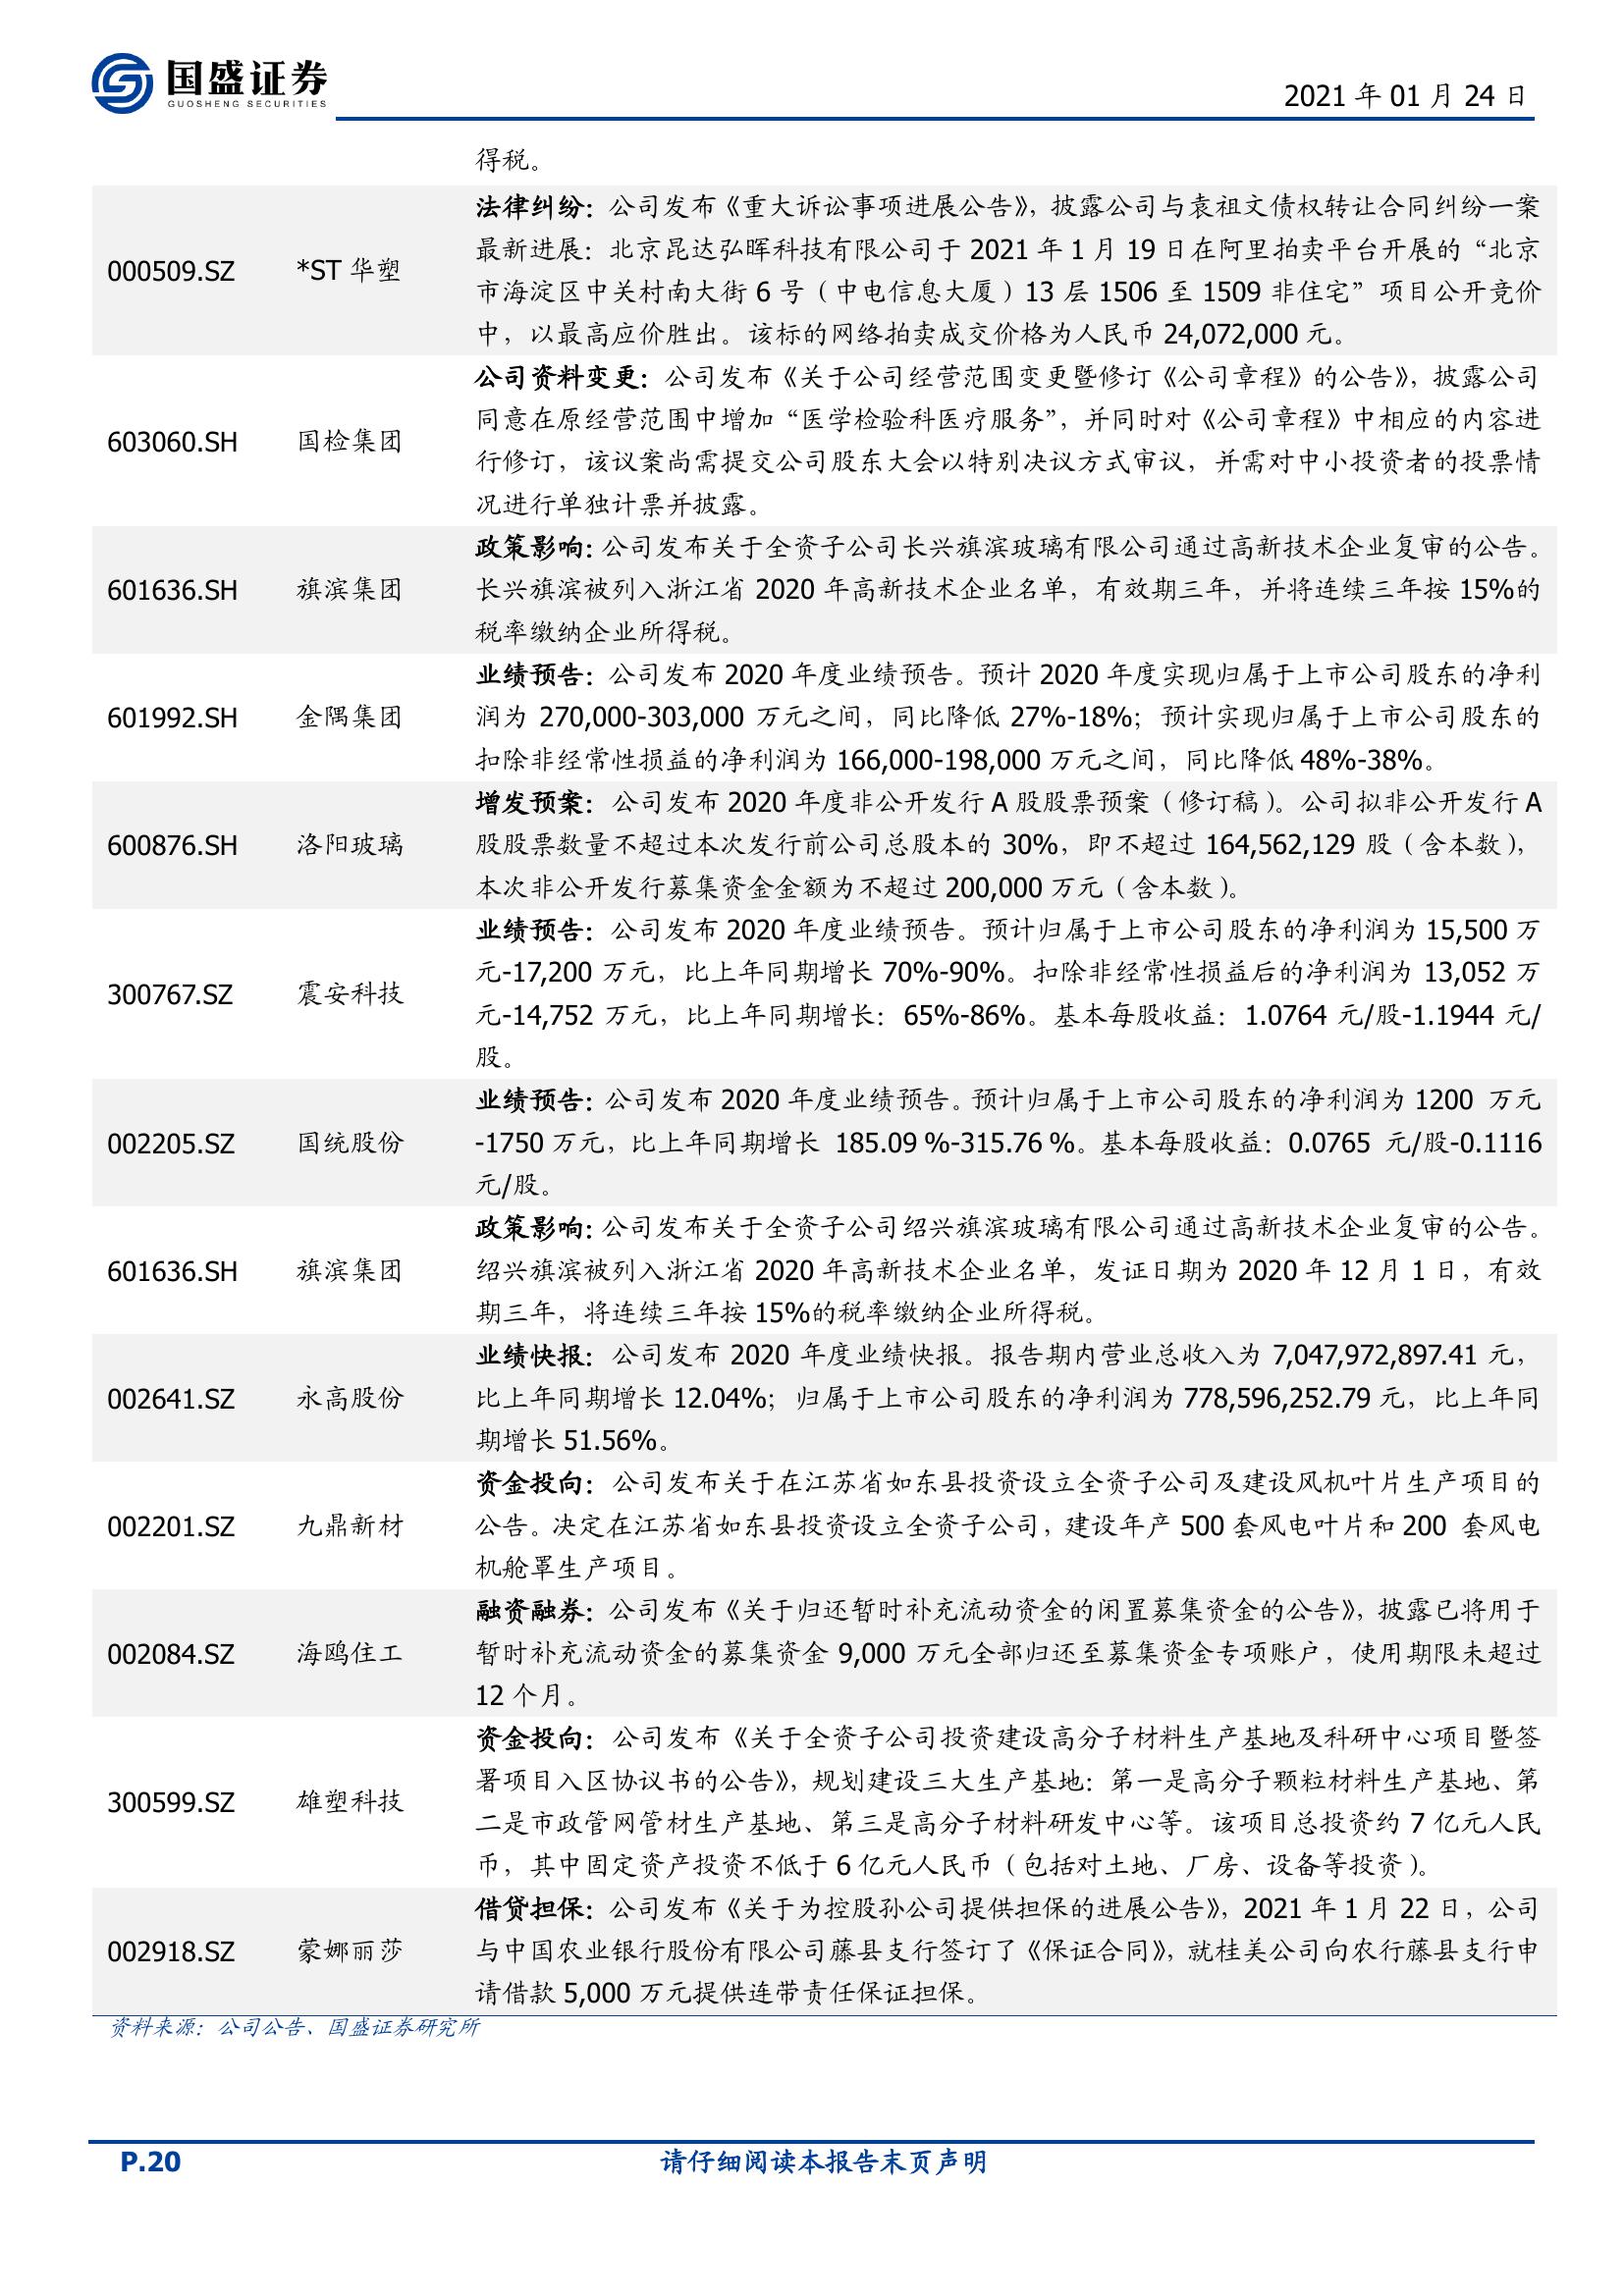 国盛证券
GUOSHENG SECURITIES
2021 年 01 月 24 日
得税。
000509.SZ *ST 华塑
法律纠纷：公司发布《重大诉讼事项进展公告》，披露公司与袁祖文债权转让合同纠纷一案
最新进展：北京昆达弘晖科技有限公司于 2021 年 1 月 19 日在阿里拍卖平台开展的“北京
市海淀区中关村南大街 6 号（中电信息大厦）13 层 1506 至 1509 非住宅”项目公开竞价
中，以最高应价胜出。该标的网络拍卖成交价格为人民币 24,072,000 元。
603060.SH 国检集团
公司资料变更：公司发布《关于公司经营范围变更暨修订《公司章程》的公告》，披露公司
同意在原经营范围中增加“医学检验科医疗服务”，并同时对《公司章程》中相应的内容进
行修订，该议案尚需提交公司股东大会以特别决议方式审议，并需对中小投资者的投票情
况进行单独计票并披露。
601636.SH 旗滨集团
政策影响：公司发布关于全资子公司长兴旗滨玻璃有限公司通过高新技术企业复审的公告。
长兴旗滨被列入浙江省 2020 年高新技术企业名单，有效期三年，并将连续三年按 15%的
税率缴纳企业所得税。
601992.SH 金隅集团
业绩预告：公司发布 2020 年度业绩预告。预计 2020 年度实现归属于上市公司股东的净利
润为 270,000-303,000 万元之间，同比降低 27%-18%；预计实现归属于上市公司股东的
扣除非经常性损益的净利润为 166,000-198,000 万元之间，同比降低 48%-38%。
600876.SH 洛阳玻璃
增发预案：公司发布 2020 年度非公开发行 A 股股票预案（修订稿）。公司拟非公开发行 A
股股票数量不超过本次发行前公司总股本的 30%，即不超过 164,562,129 股（含本数），
本次非公开发行募集资金金额为不超过 200,000 万元（含本数）。
300767.SZ 震安科技
业绩预告：公司发布 2020 年度业绩预告。预计归属于上市公司股东的净利润为 15,500 万
元-17,200 万元，比上年同期增长 70%-90%。扣除非经常性损益后的净利润为 13,052 万
元-14,752 万元，比上年同期增长：65%-86%。基本每股收益：1.0764 元/股-1.1944 元/
股。
002205.SZ 国统股份
业绩预告：公司发布 2020 年度业绩预告。预计归属于上市公司股东的净利润为 1200 万元
-1750 万元，比上年同期增长 185.09 %-315.76 %。基本每股收益：0.0765 元/股-0.1116
元/股。
601636.SH 旗滨集团
政策影响：公司发布关于全资子公司绍兴旗滨玻璃有限公司通过高新技术企业复审的公告。
绍兴旗滨被列入浙江省 2020 年高新技术企业名单，发证日期为 2020 年 12 月 1 日，有效
期三年，将连续三年按 15%的税率缴纳企业所得税。
002641.SZ 永高股份
业绩快报：公司发布 2020 年度业绩快报。报告期内营业总收入为 7,047,972,897.41 元，
比上年同期增长 12.04%；归属于上市公司股东的净利润为 778,596,252.79 元，比上年同
期增长 51.56%。
002201.SZ 九鼎新材
资金投向：公司发布关于在江苏省如东县投资设立全资子公司及建设风机叶片生产项目的
公告。决定在江苏省如东县投资设立全资子公司，建设年产 500 套风电叶片和 200 套风电
机舱罩生产项目。
002084.SZ 海鸥住工
融资融券：公司发布《关于归还暂时补充流动资金的闲置募集资金的公告》，披露已将用于
暂时补充流动资金的募集资金 9,000 万元全部归还至募集资金专项账户，使用期限未超过
12 个月。
300599.SZ 雄塑科技
资金投向：公司发布《关于全资子公司投资建设高分子材料生产基地及科研中心项目暨签
署项目入区协议书的公告》，规划建设三大生产基地：第一是高分子颗粒材料生产基地、第
二是市政管网管材生产基地、第三是高分子材料研发中心等。该项目总投资约 7 亿元人民
币，其中固定资产投资不低于 6 亿元人民币（包括对土地、厂房、设备等投资）。
002918.SZ 蒙娜丽莎
借贷担保：公司发布《关于为控股孙公司提供担保的进展公告》，2021 年 1 月 22 日，公司
与中国农业银行股份有限公司藤县支行签订了《保证合同》，就桂美公司向农行藤县支行申
请借款 5,000 万元提供连带责任保证担保。
资料来源：公司公告、国盛证券研究所
P.20 请仔细阅读本报告末页声明